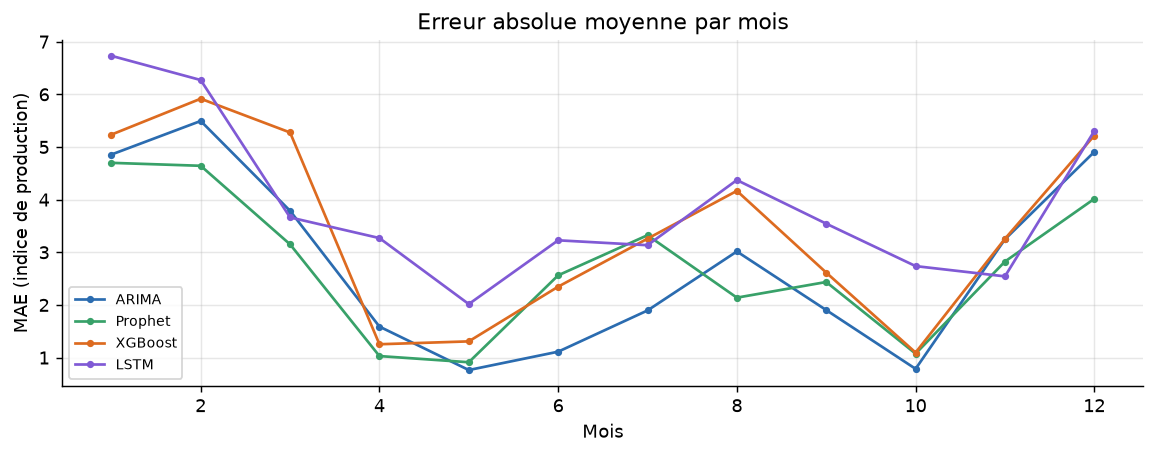 Erreur absolue moyenne par mois
MAE (indice de production)
7
6
5
4
3
2
1
ARIMA
Prophet
XGBoost
LSTM
2 4 6 8 10 12
Mois